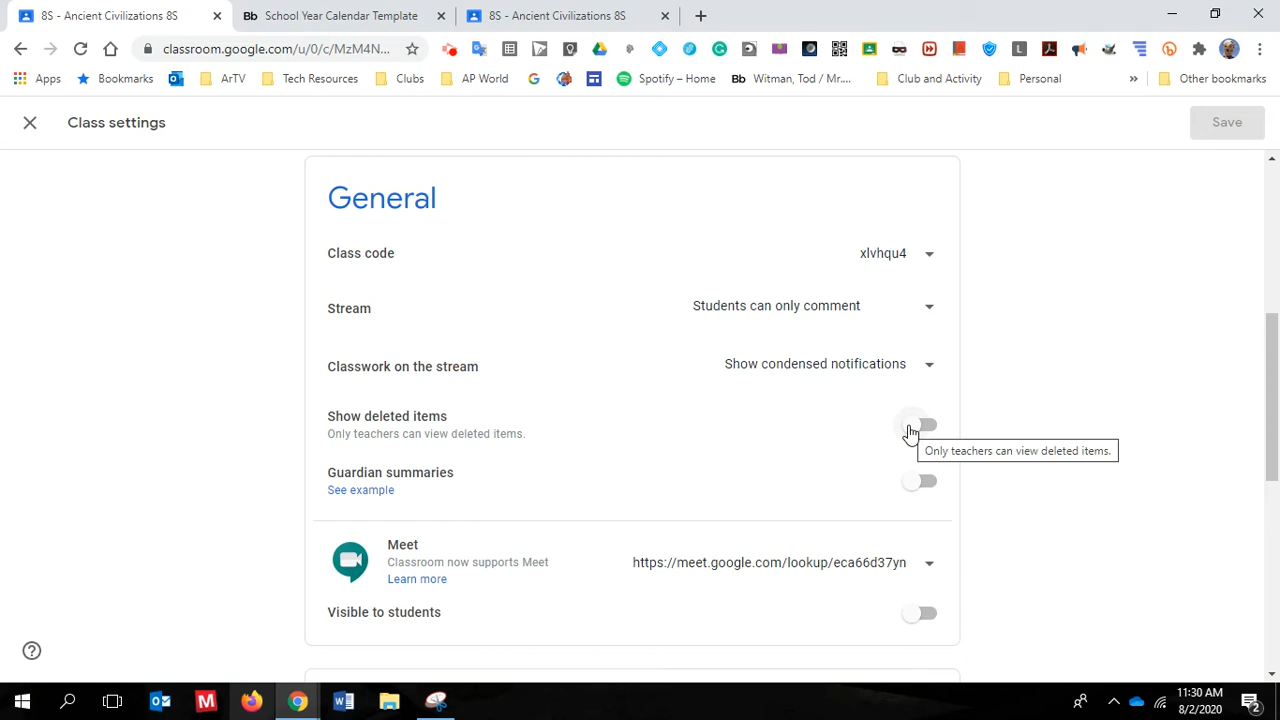 8S - Ancient Civilizations 8S
Bb School Year Calendar Template
8S - Ancient Civilizations 8S
classroom.google.com/u/0/c/MzM4N...
Apps
Bookmarks
ArTV
Tech Resources
Clubs
AP World
Spotify – Home
Bb Witman, Tod / Mr....
Club and Activity
Personal
»
Other bookmarks
Class settings
Save
General
Class code
xlvhqu4
Stream
Students can only comment
Classwork on the stream
Show condensed notifications
Show deleted items
Only teachers can view deleted items.
Only teachers can view deleted items.
Guardian summaries
See example
Meet
Classroom now supports Meet
https://meet.google.com/lookup/eca66d37yn
Learn more
Visible to students
11:30 AM
8/2/2020
2